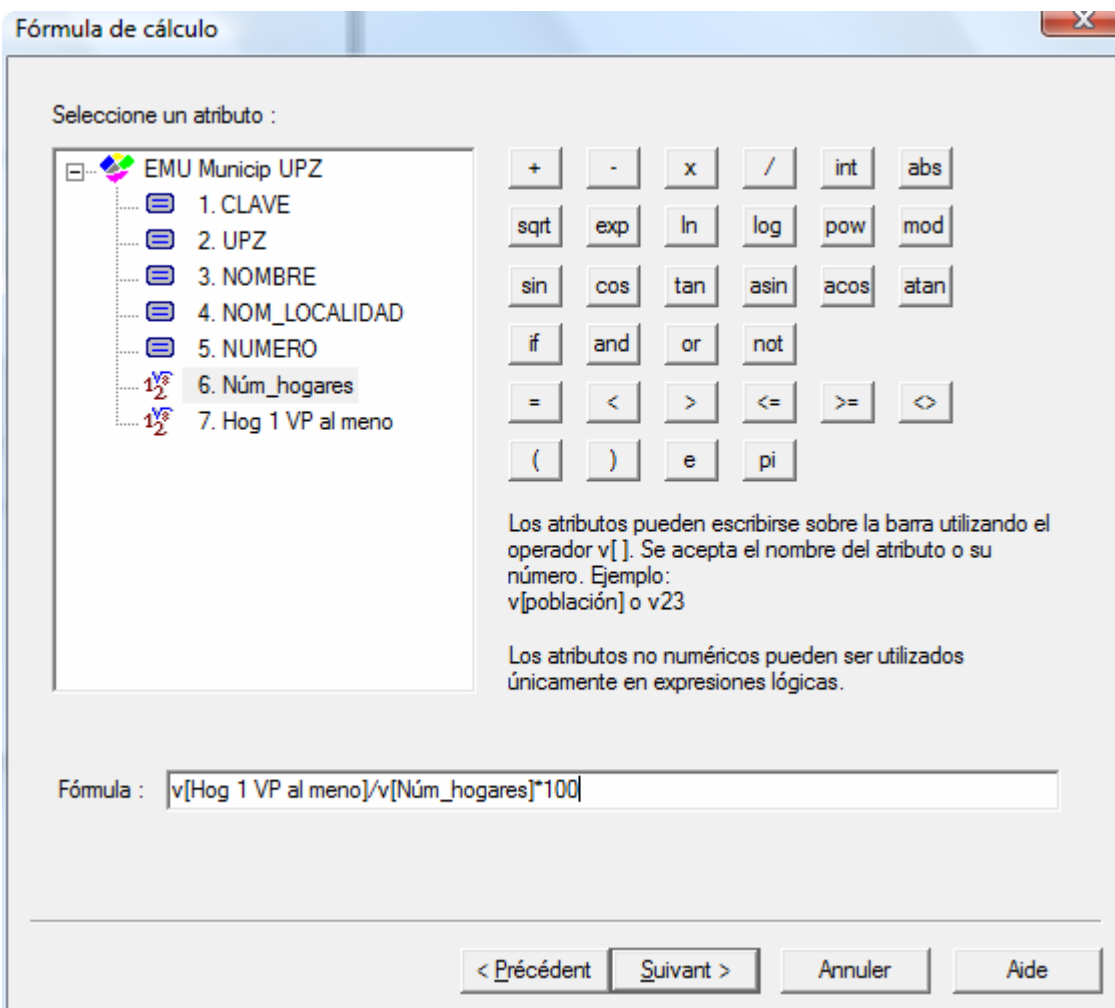 Fórmula de cálculo
X
Seleccione un atributo :
EMU Municip UPZ
1. CLAVE
2. UPZ
3. NOMBRE
4. NOM_LOCALIDAD
5. NUMERO
6. Núm_hogares
7. Hog 1 VP al meno
+ - x / int abs
sqrt exp ln log pow mod
sin cos tan asin acos atan
if and or not
= < > <= >= <>
( ) e pi
Los atributos pueden escribirse sobre la barra utilizando el
operador v[ ]. Se acepta el nombre del atributo o su
número. Ejemplo:
v[población] o v23
Los atributos no numéricos pueden ser utilizados
únicamente en expresiones lógicas.
Fórmula : v[Hog 1 VP al meno]/v[Núm_hogares]*100
< Précédent Suivant > Annuler Aide